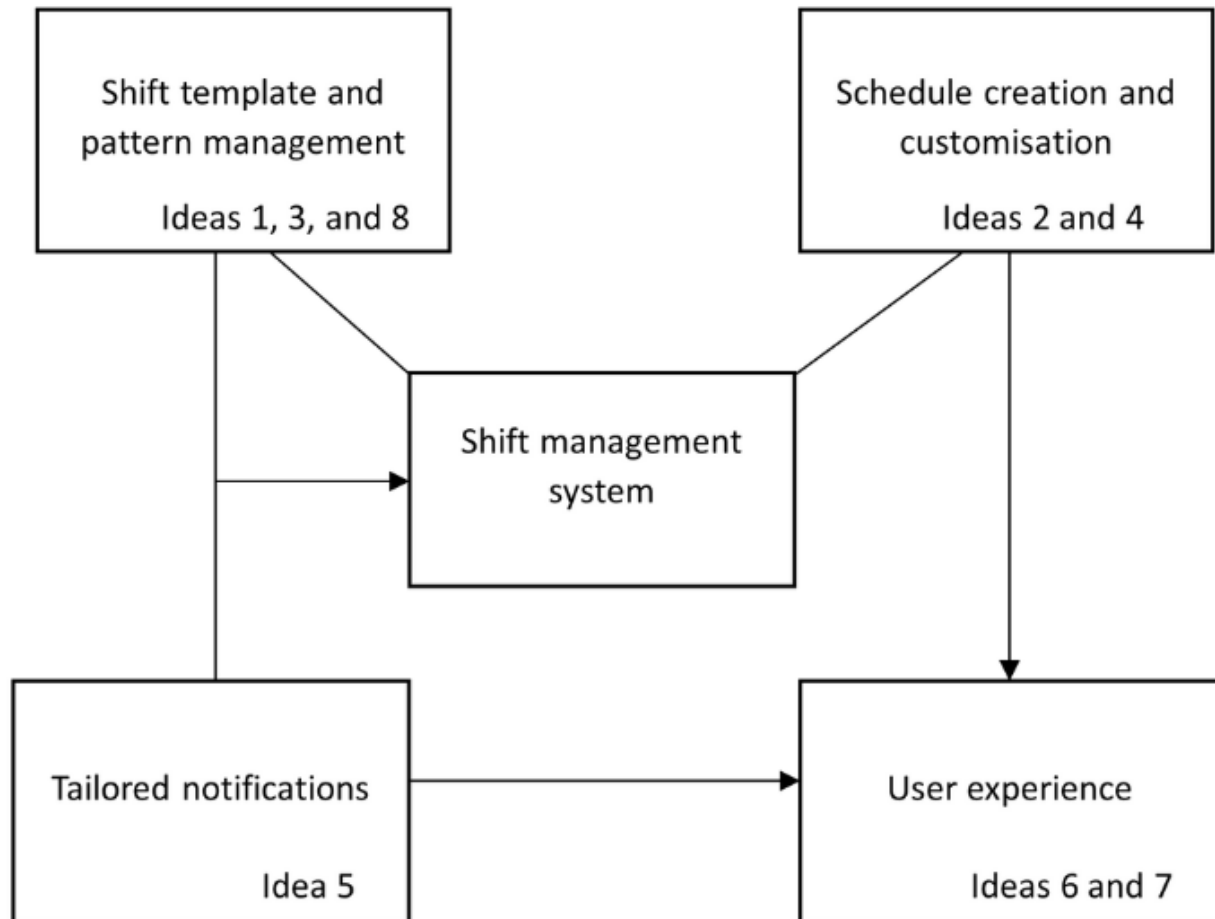 Shift template and
pattern management
Ideas 1, 3, and 8
Schedule creation and
customisation
Ideas 2 and 4
Shift management
system
Tailored notifications
Idea 5
User experience
Ideas 6 and 7